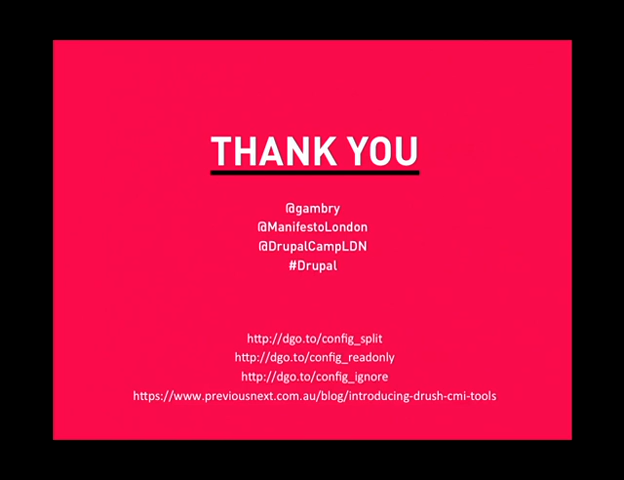 THANK YOU
@gambry
@ManifestoLondon
@DrupalCampLDN
#Drupal
http://dgo.to/config_split
http://dgo.to/config_readonly
http://dgo.to/config_ignore
https://www.previousnext.com.au/blog/introducing-drush-cmi-tools